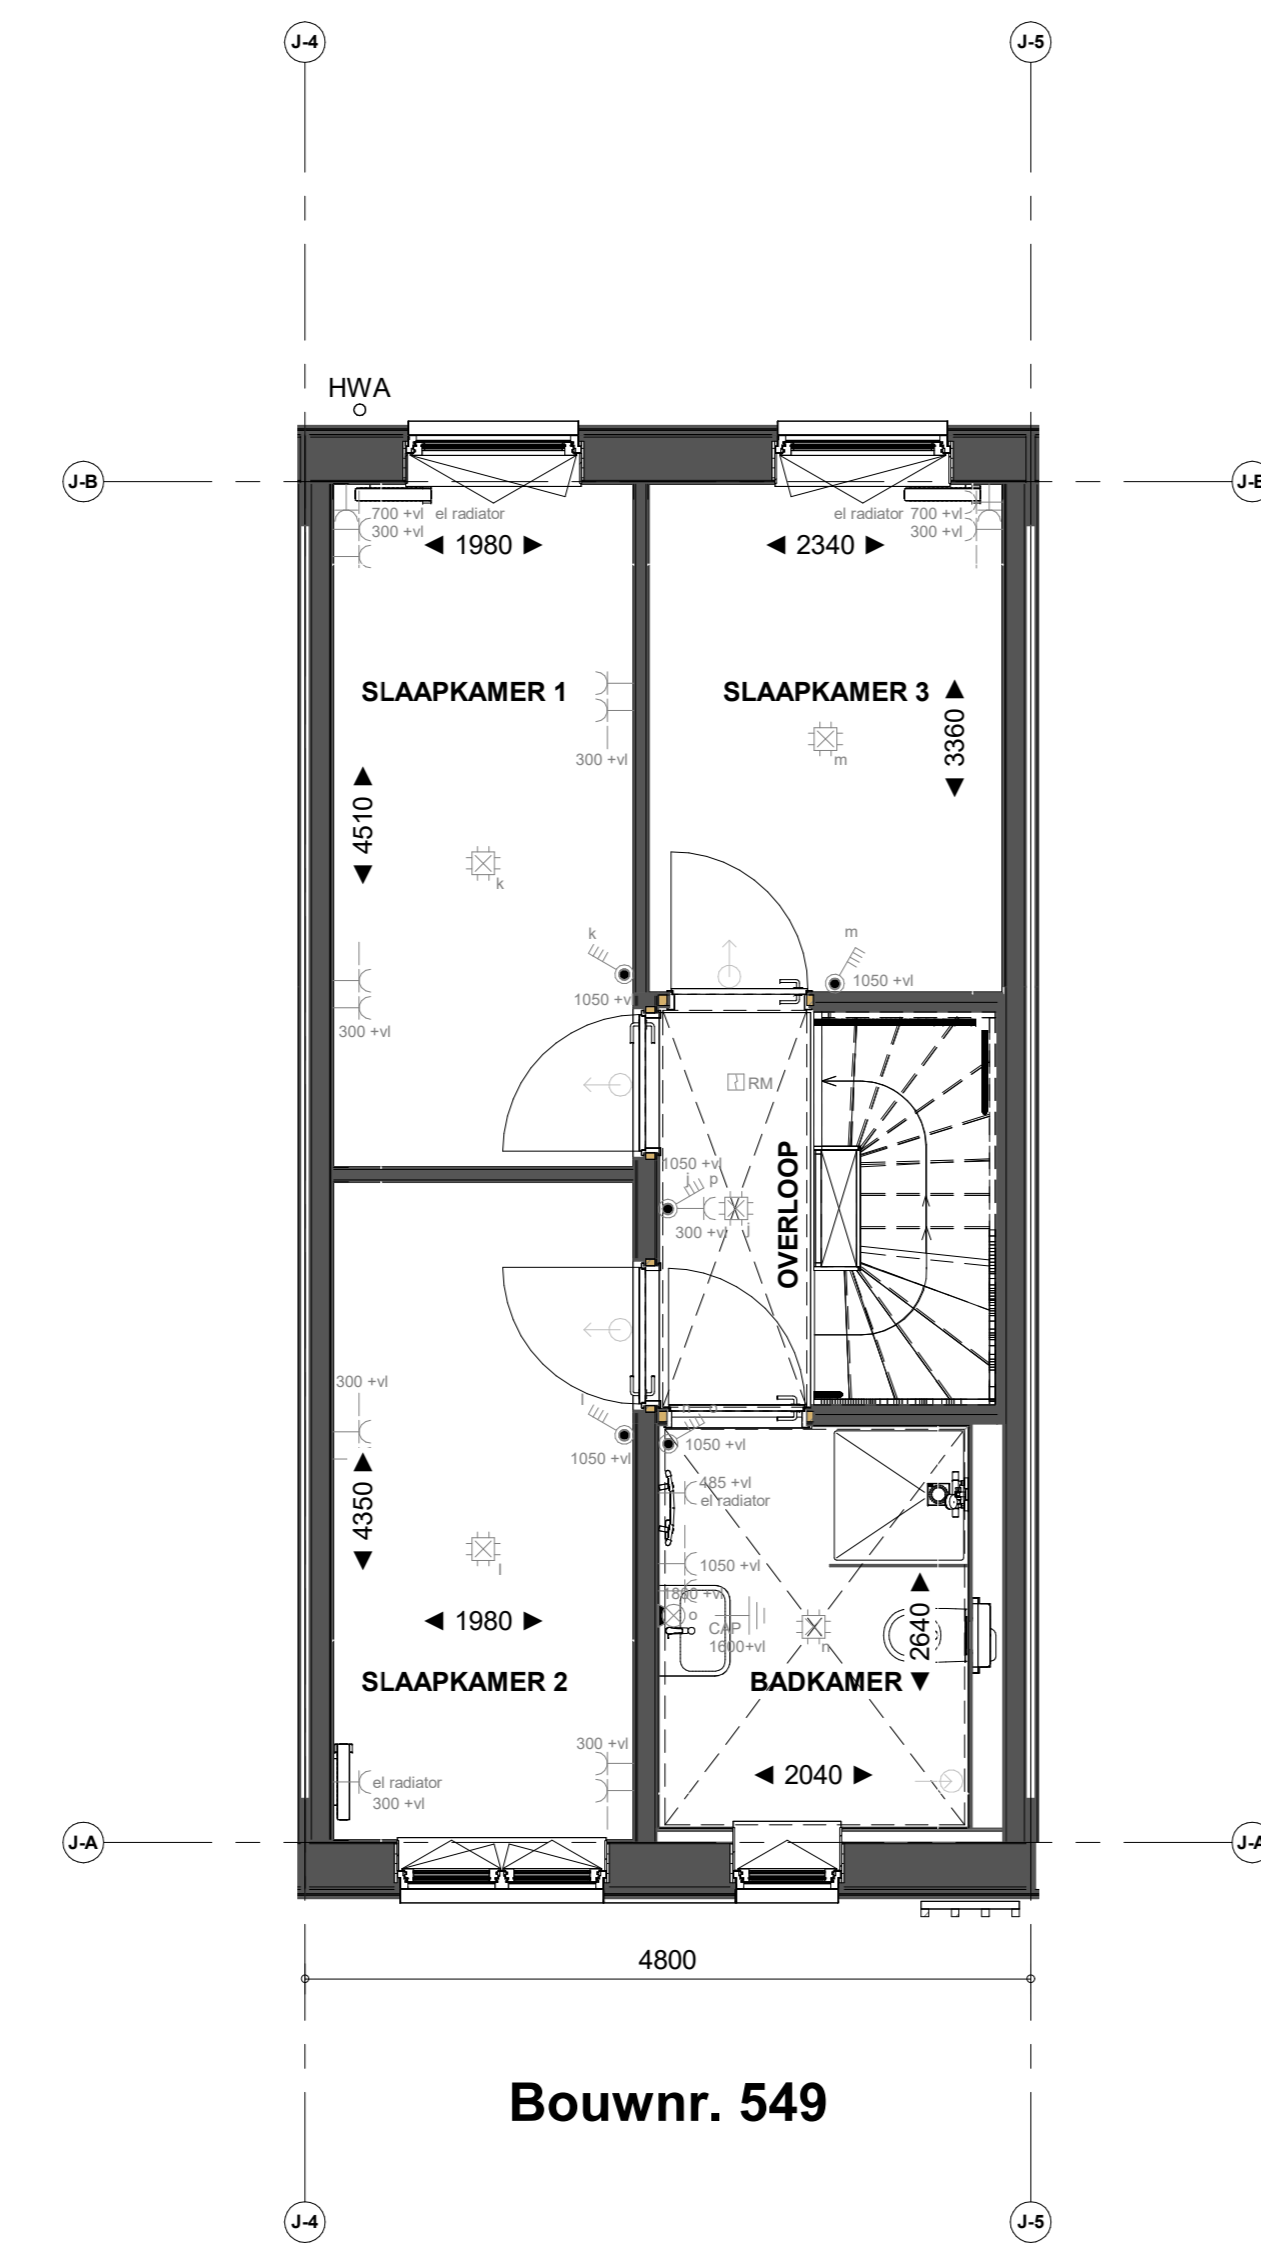 J-4
J-5
HWA
J-B
700 +vl
el radiator
300 +vl
1980
el radiator
700 +vl
300 +vl
2340
SLAAPKAMER 1
SLAAPKAMER 3
3360
m
300 +vl
4510
k
k
m
1050 +vl
1050 +v
300 +vl
RM
1050 +vl
j
p
300 +vl
j
OVERLOOP
300 +vl
l
1050 +vl
1050 +vl
485 +vl
el radiator
4350
l
1050 +vl
1800 +vl
o
CAP
1600+vl
n
2640
1980
SLAAPKAMER 2
BADKAMER
300 +vl
2040
el radiator
300 +vl
J-A
J-A
4800
Bouwnr. 549
J-4
J-5